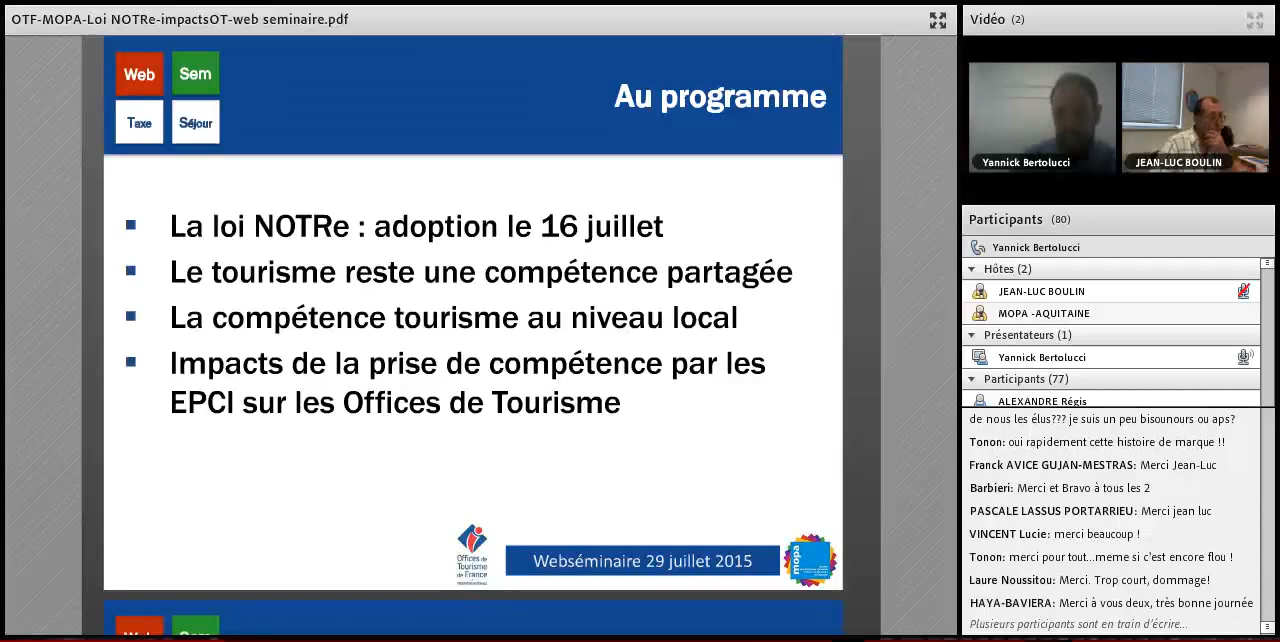 OTF-MOPA-Loi NOTRe-impactsOT-web seminaire.pdf
Web
Sem
Taxe
Séjour
Au programme
La loi NOTRe : adoption le 16 juillet
Le tourisme reste une compétence partagée
La compétence tourisme au niveau local
Impacts de la prise de compétence par les
EPCI sur les Offices de Tourisme
Offices de
Tourisme
de France
Webséminaire 29 juillet 2015
mopa
Web
Sem
Vidéo (2)
Yannick Bertolucci
JEAN-LUC BOULIN
Participants (80)
Yannick Bertolucci
Hôtes (2)
JEAN-LUC BOULIN
MOPA -AQUITAINE
Présentateurs (1)
Yannick Bertolucci
Participants (77)
ALEXANDRE Régis
de nous les élus??? je suis un peu bisounours ou aps?
Tonon: oui rapidement cette histoire de marque !!
Franck AVICE GUJAN-MESTRAS: Merci Jean-Luc
Barbieri: Merci et Bravo à tous les 2
PASCALE LASSUS PORTARRIEU: Merci jean luc
VINCENT Lucie: merci beaucoup !
Tonon: merci pour tout...meme si c'est encore flou !
Laure Noussitou: Merci. Trop court, dommage!
HAYA-BAVIERA: Merci à vous deux, très bonne journée
Plusieurs participants sont en train d'écrire...